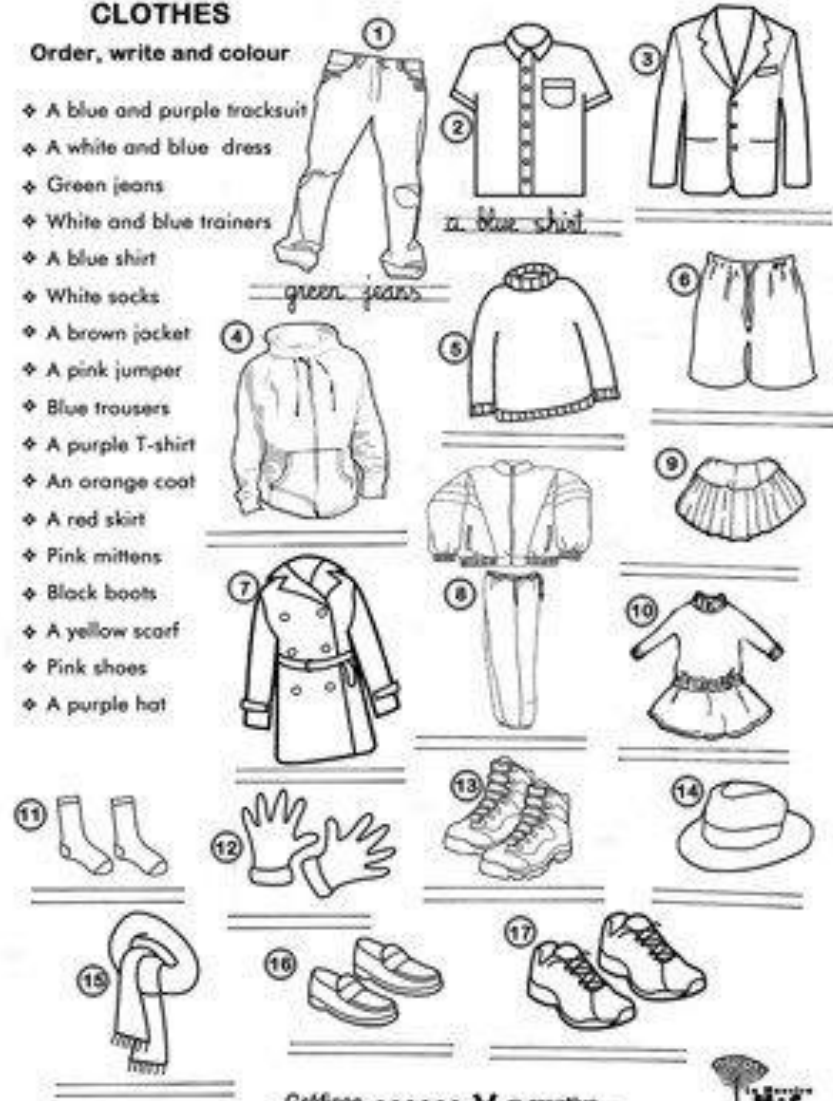 CLOTHES
Order, write and colour
❖ A blue and purple tracksuit
❖ A white and blue dress
❖ Green jeans
❖ White and blue trainers
❖ A blue shirt
❖ White socks
❖ A brown jacket
❖ A pink jumper
❖ Blue trousers
❖ A purple T-shirt
❖ An orange coat
❖ A red skirt
❖ Pink mittens
❖ Black boots
❖ A yellow scarf
❖ Pink shoes
❖ A purple hat
1
green jeans
2
a blue shirt
3
4
5
6
7
8
9
10
11
12
13
14
15
16
17